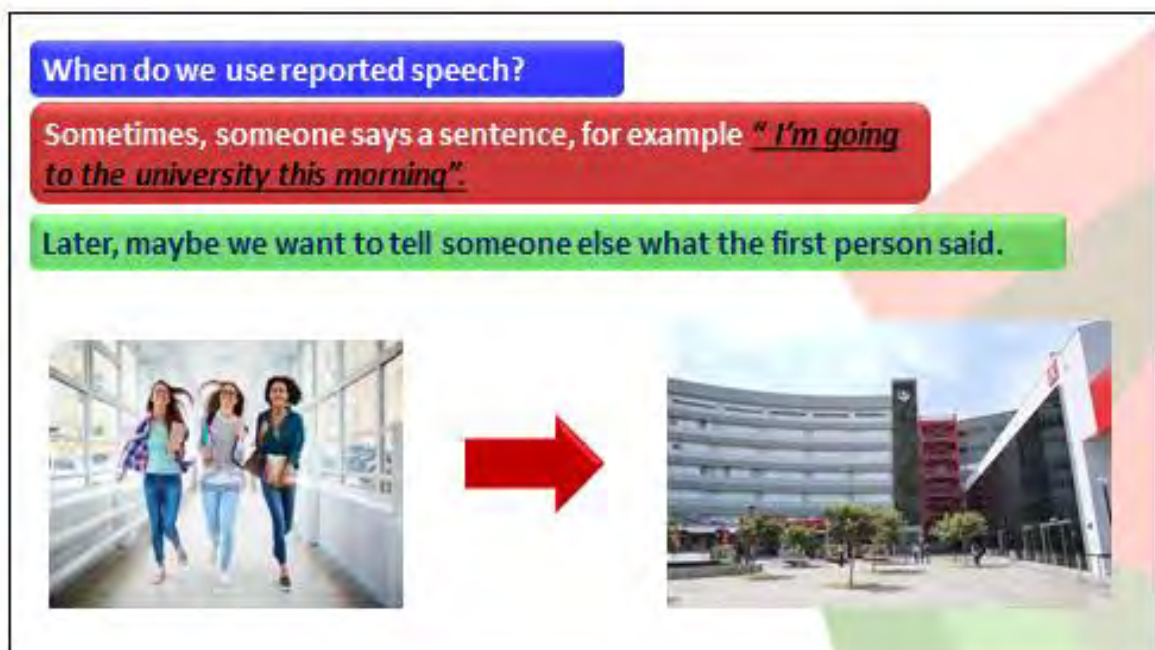 When do we use reported speech?
Sometimes, someone says a sentence, for example “ I’m going
to the university this morning”.
Later, maybe we want to tell someone else what the first person said.